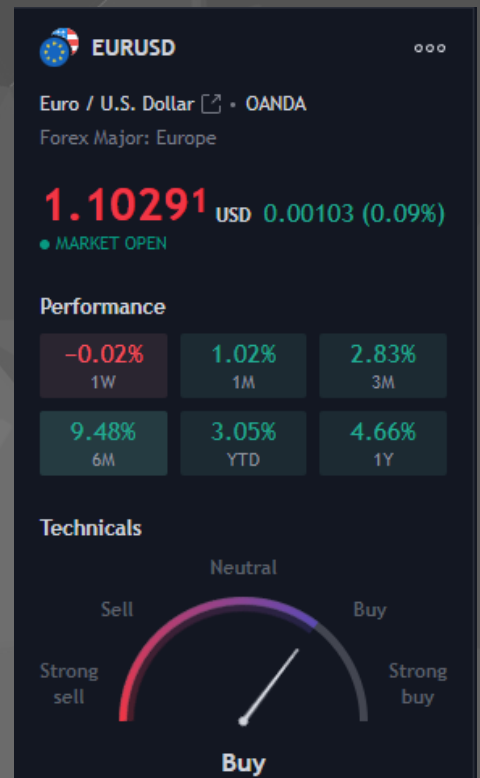 EURUSD
Euro / U.S. Dollar • OANDA
Forex Major: Europe
1.10291 USD 0.00103 (0.09%)
● MARKET OPEN
Performance
−0.02% 1.02% 2.83%
1W 1M 3M
9.48% 3.05% 4.66%
6M YTD 1Y
Technicals
Neutral
Sell Buy
Strong sell Strong buy
Buy